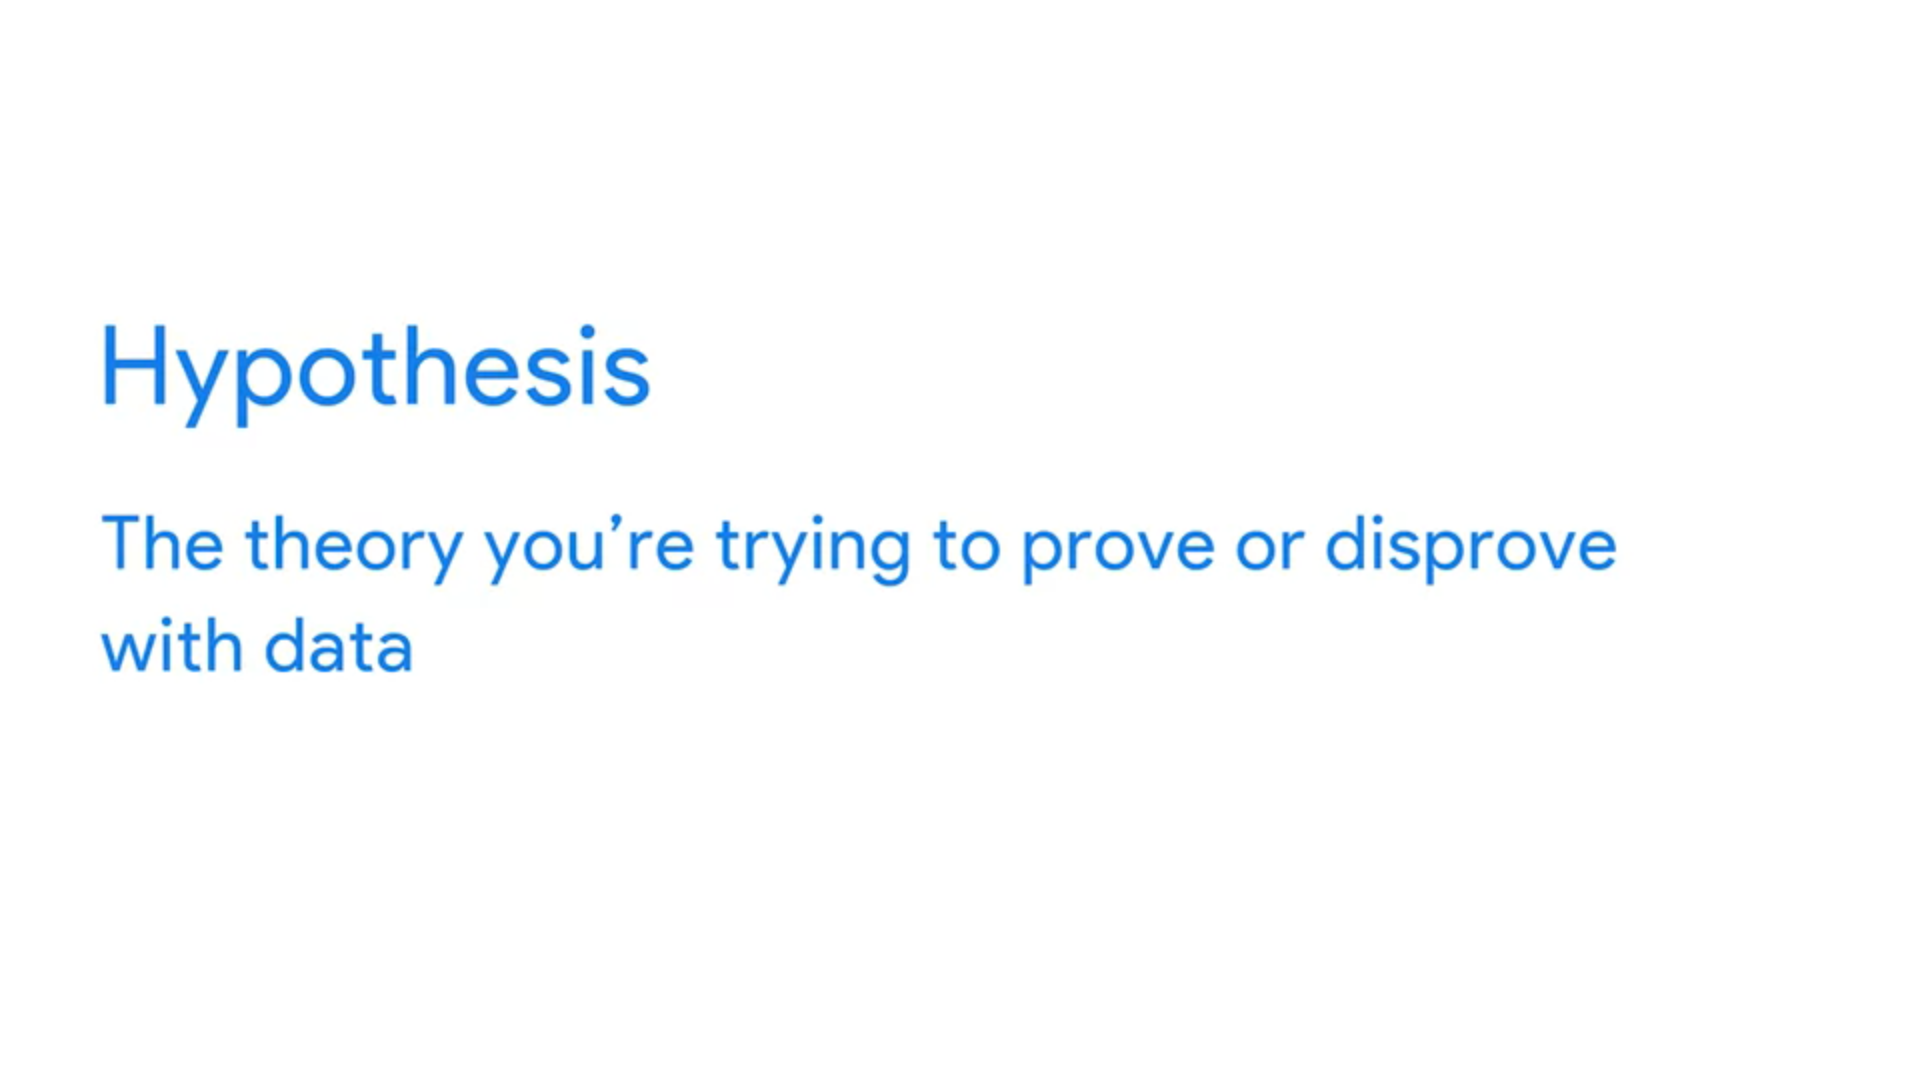 Hypothesis
The theory you’re trying to prove or disprove
with data